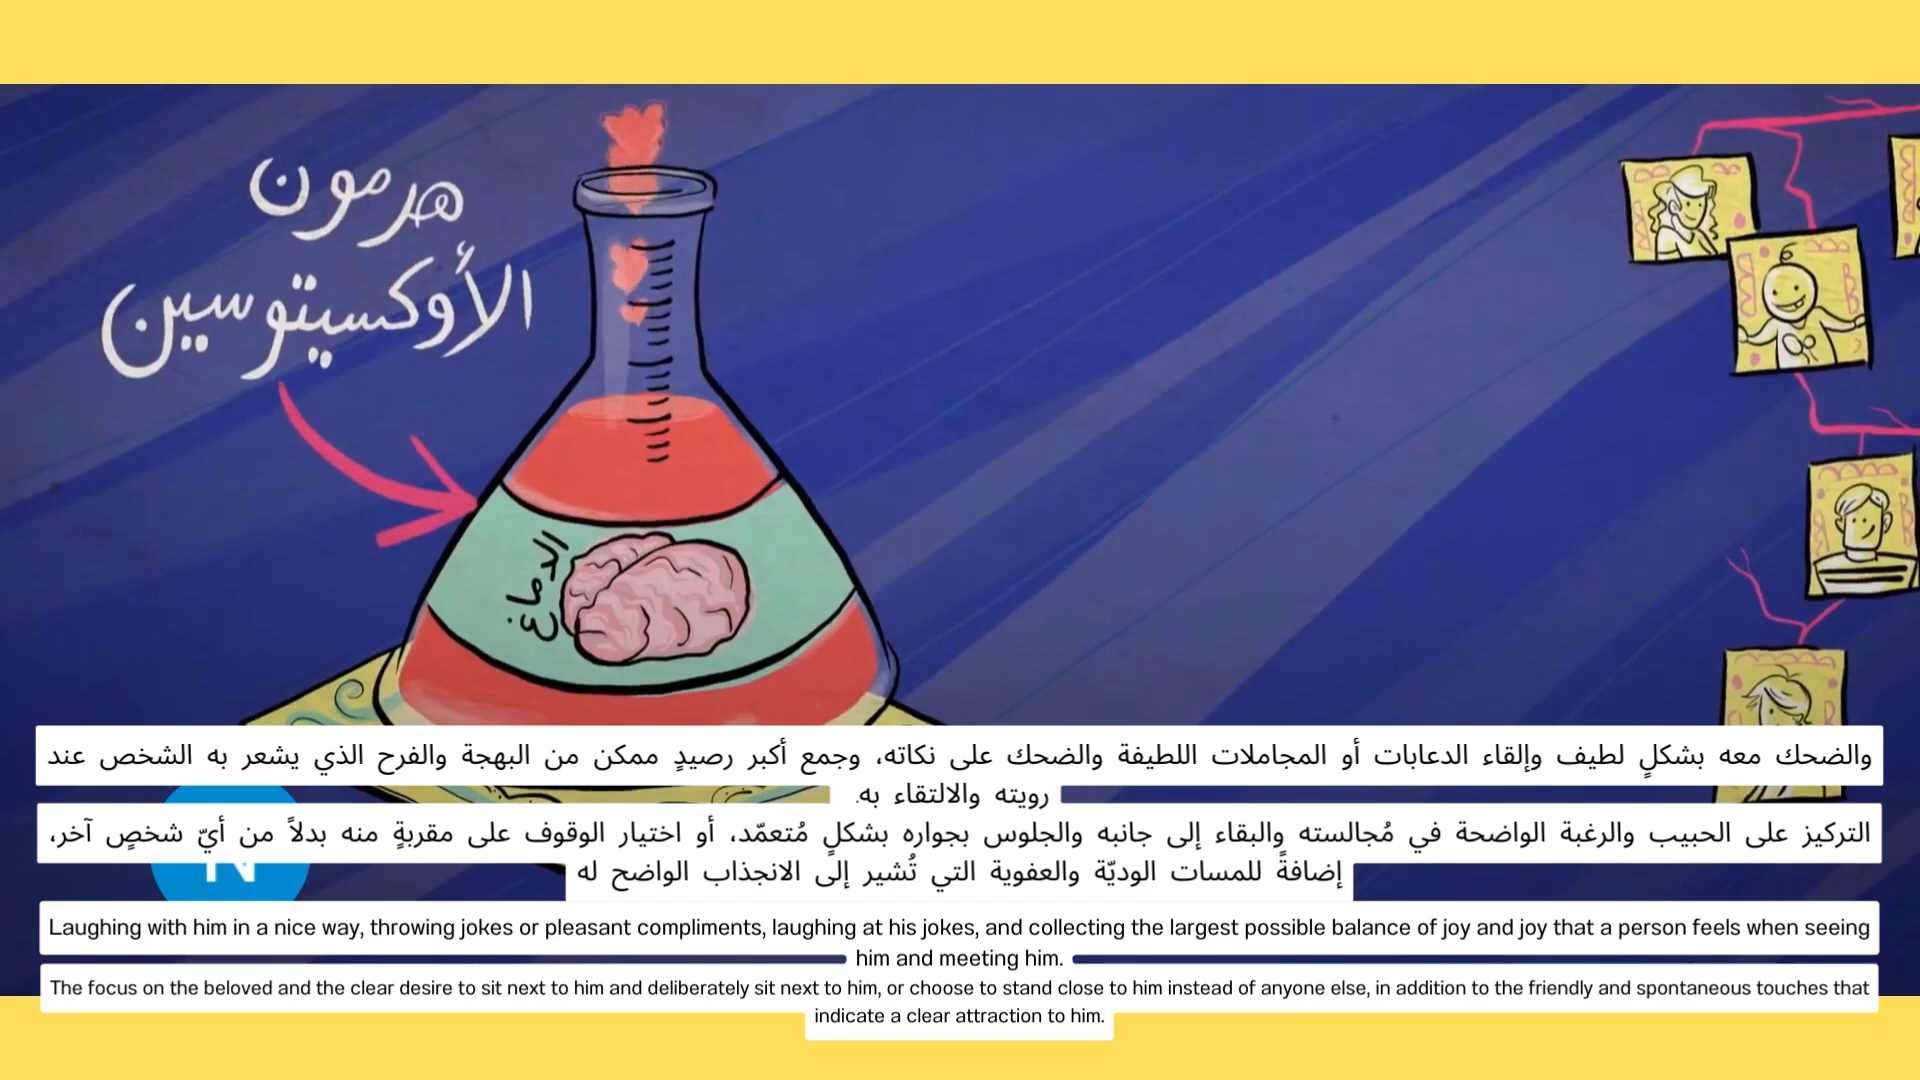 هرمون
الأوكسيتوسين
الدماغ
والضحك معه بشكلٍ لطيف وإلقاء الدعابات أو المجاملات اللطيفة والضحك على نكاته، وجمع أكبر رصيدٍ ممكن من البهجة والفرح الذي يشعر به الشخص عند
رويته والالتقاء به.
التركيز على الحبيب والرغبة الواضحة في مُجالسته والبقاء إلى جانبه والجلوس بجواره بشكلٍ مُتعمّد، أو اختيار الوقوف على مقربةٍ منه بدلاً من أيّ شخصٍ آخر،
إضافةً للمسات الوديّة والعفوية التي تُشير إلى الانجذاب الواضح له
Laughing with him in a nice way, throwing jokes or pleasant compliments, laughing at his jokes, and collecting the largest possible balance of joy and joy that a person feels when seeing
him and meeting him.
The focus on the beloved and the clear desire to sit next to him and deliberately sit next to him, or choose to stand close to him instead of anyone else, in addition to the friendly and spontaneous touches that
indicate a clear attraction to him.